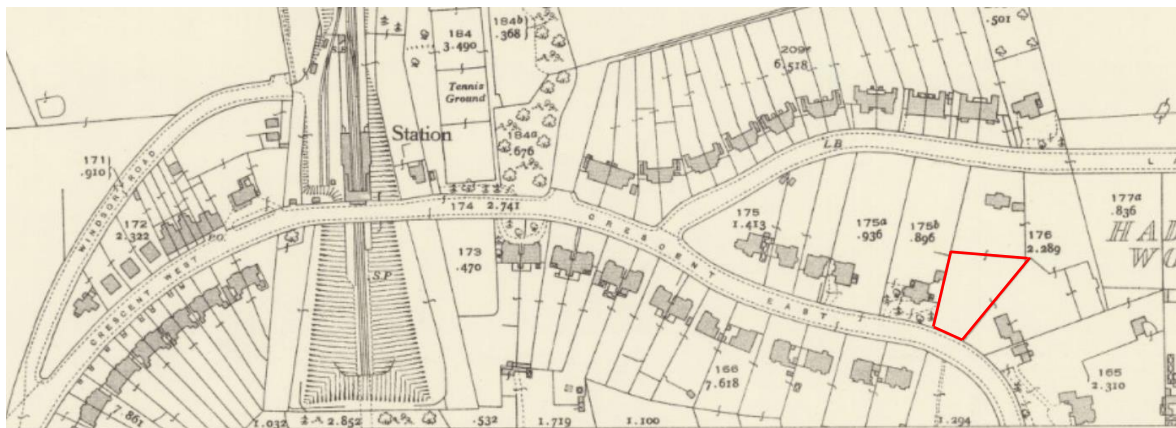 184
3.490
184b
.368
Tennis
Ground
184a
.676
Station
209a
6.518
.501
L.B.
L
171
.910
WINDSOR ROAD
172
2.322
P.O.
CRESCENT WEST
174 2.741
S.P
173
.470
CRESCENT EAST
175
1.413
175a
.936
175b
.896
176
2.289
177a
.836
HAD
WO
166
7.618
165
2.310
7.861
1.032
2.852
.532
1.719
1.100
1.294